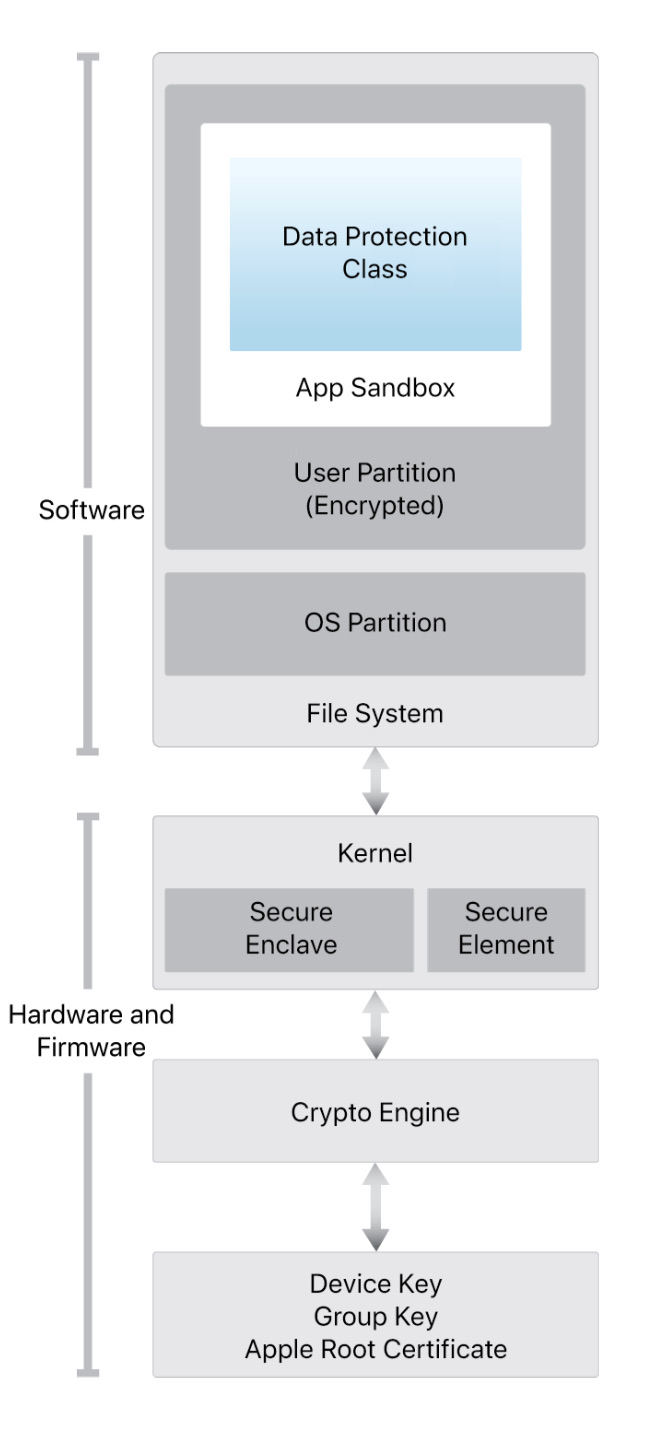 Data Protection
Class
App Sandbox
User Partition
(Encrypted)
Software
OS Partition
File System
Kernel
Secure
Enclave
Secure
Element
Hardware and
Firmware
Crypto Engine
Device Key
Group Key
Apple Root Certificate